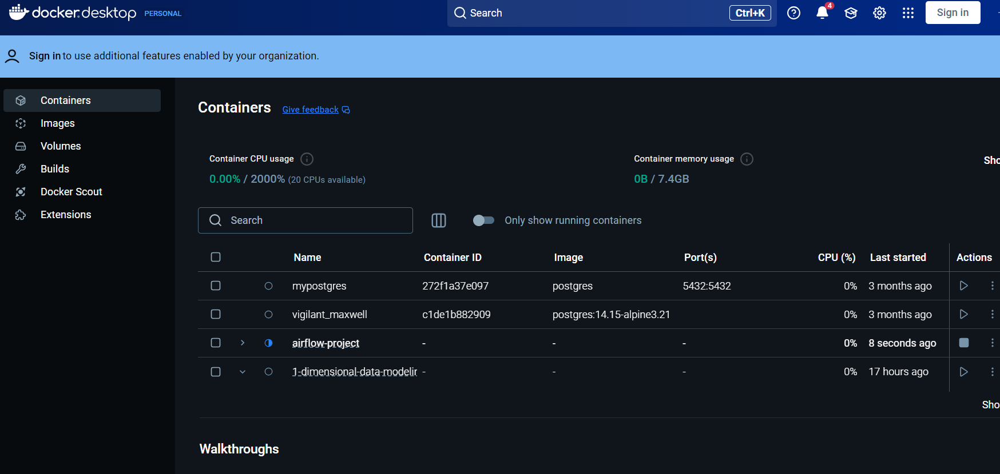 docker.desktop PERSONAL
Search Ctrl+K 4 Sign in
Sign in to use additional features enabled by your organization.
Containers
Images
Volumes
Builds
Docker Scout
Extensions
Containers Give feedback
Container CPU usage
0.00% / 2000% (20 CPUs available)
Container memory usage
0B / 7.4GB
Sho
Search
Only show running containers
Name Container ID Image Port(s) CPU (%) Last started Actions
mypostgres 272f1a37e097 postgres 5432:5432 0% 3 months ago
vigilant_maxwell c1de1b882909 postgres:14.15-alpine3.21 0% 3 months ago
airflow-project - - - 0% 8 seconds ago
1-dimensional-data-modelir - - - 0% 17 hours ago
Sho
Walkthroughs